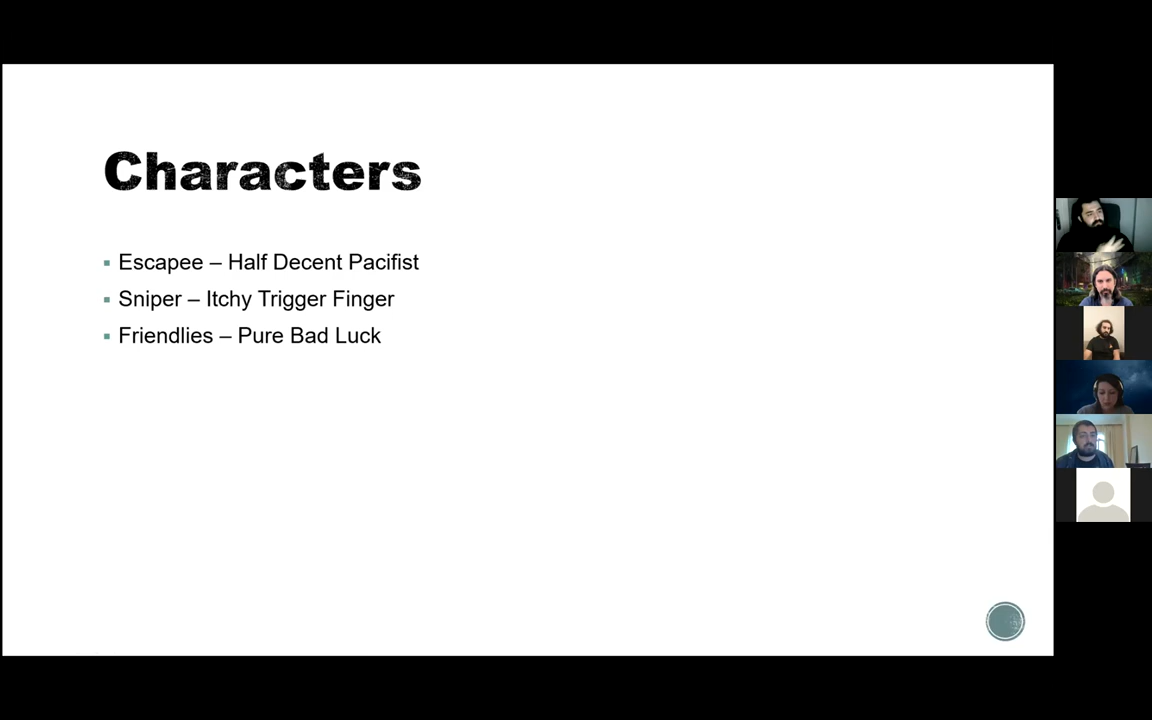 Characters
Escapee – Half Decent Pacifist
Sniper – Itchy Trigger Finger
Friendlies – Pure Bad Luck